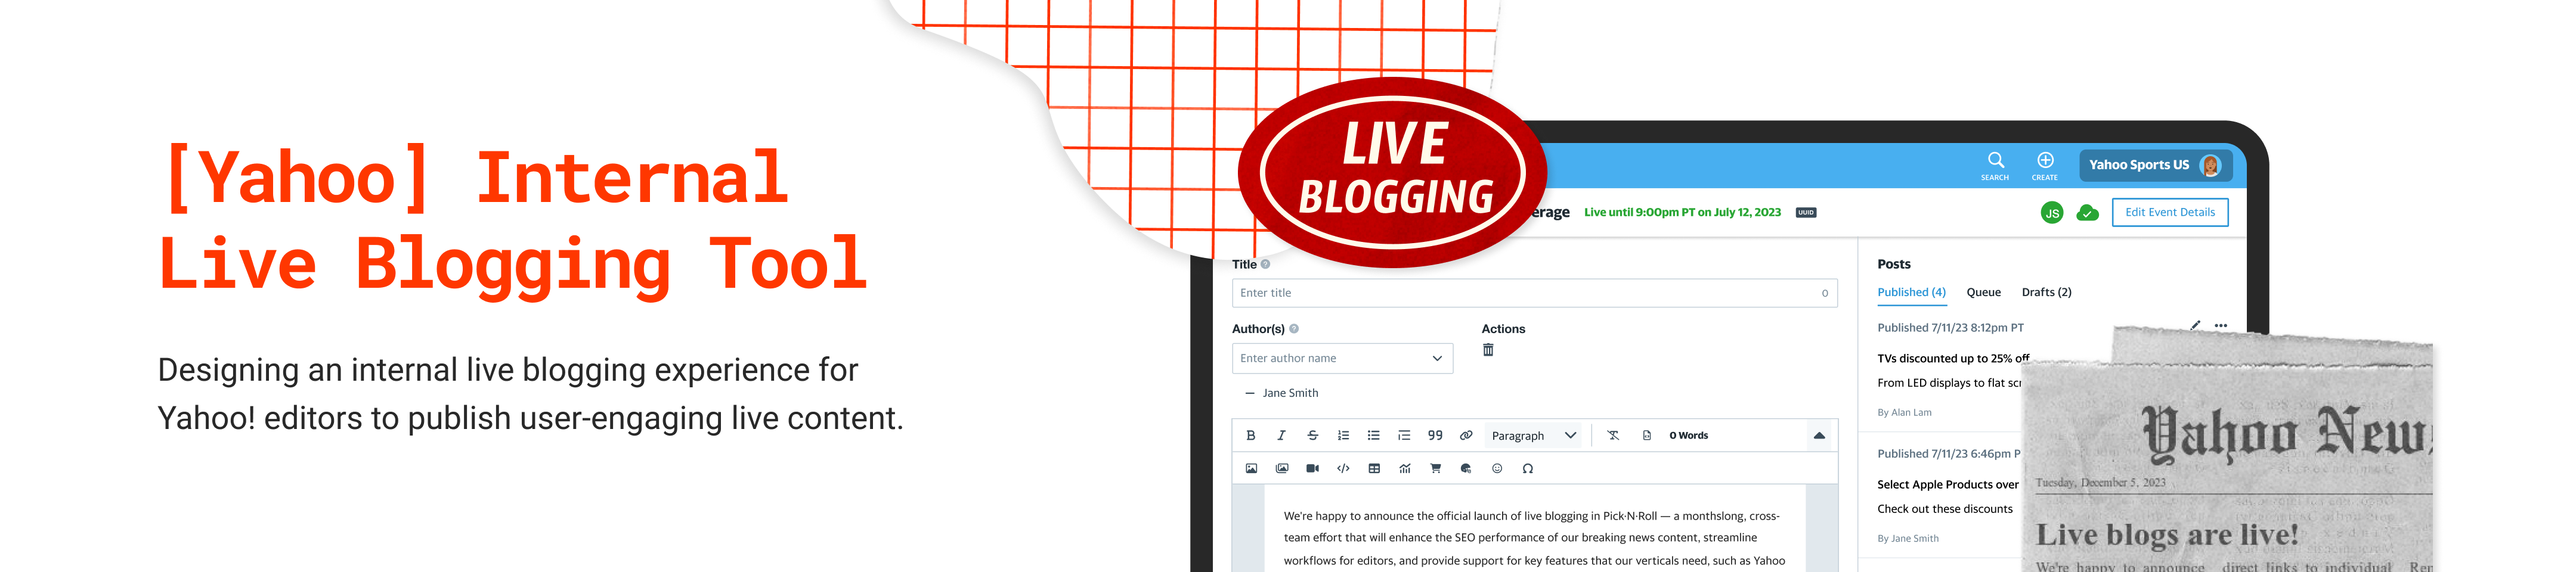 [Yahoo] Internal
Live Blogging Tool
Designing an internal live blogging experience for
Yahoo! editors to publish user-engaging live content.
LIVE
BLOGGING
SEARCH
CREATE
Yahoo Sports US
erage
Live until 9:00pm PT on July 12, 2023
UUID
JS
Edit Event Details
Title
Enter title
0
Author(s)
Actions
Enter author name
— Jane Smith
B I S 99 Paragraph 0 Words
We're happy to announce the official launch of live blogging in Pick-N-Roll — a monthslong, cross-
team effort that will enhance the SEO performance of our breaking news content, streamline
workflows for editors, and provide support for key features that our verticals need, such as Yahoo
Posts
Published (4) Queue Drafts (2)
Published 7/11/23 8:12pm PT
TVs discounted up to 25% off
From LED displays to flat scr
By Alan Lam
Published 7/11/23 6:46pm P
Select Apple Products over
Check out these discounts
By Jane Smith
Yahoo New
Tuesday, December 5, 2023
Live blogs are live!
We're happy to announce direct links to individual